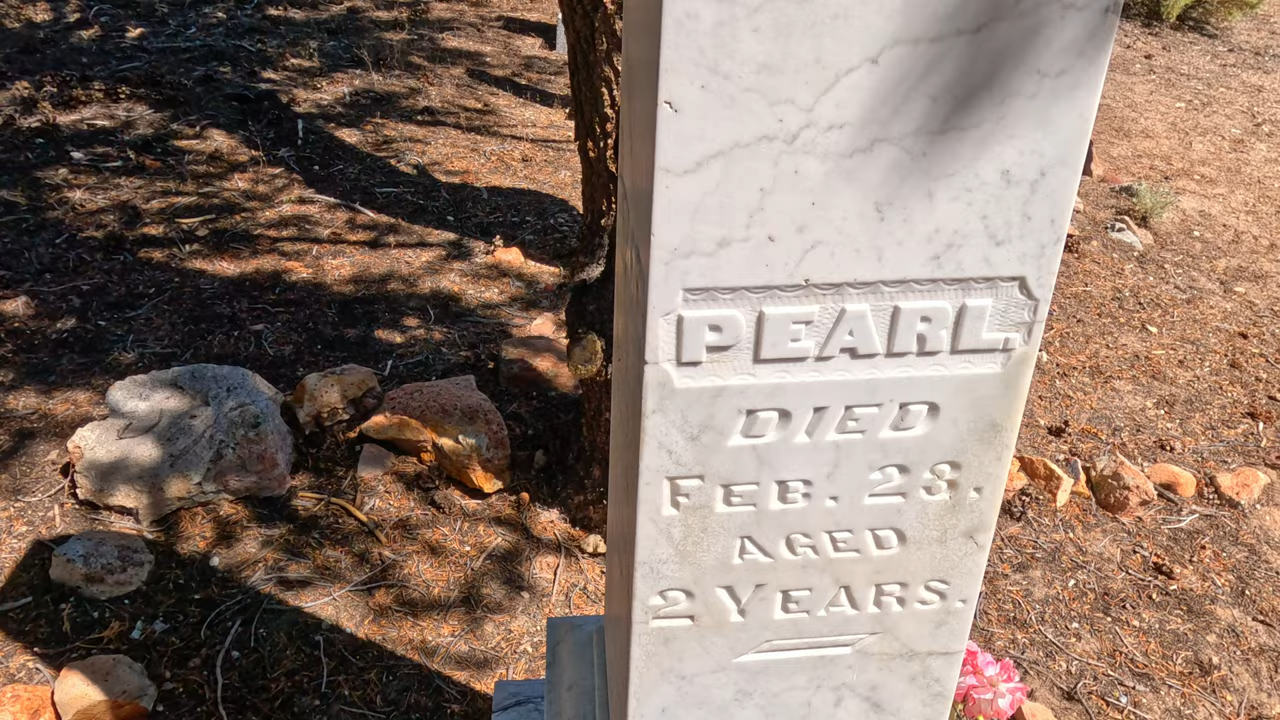 PEARL.
DIED
FEB. 23.
AGED
2 YEARS.